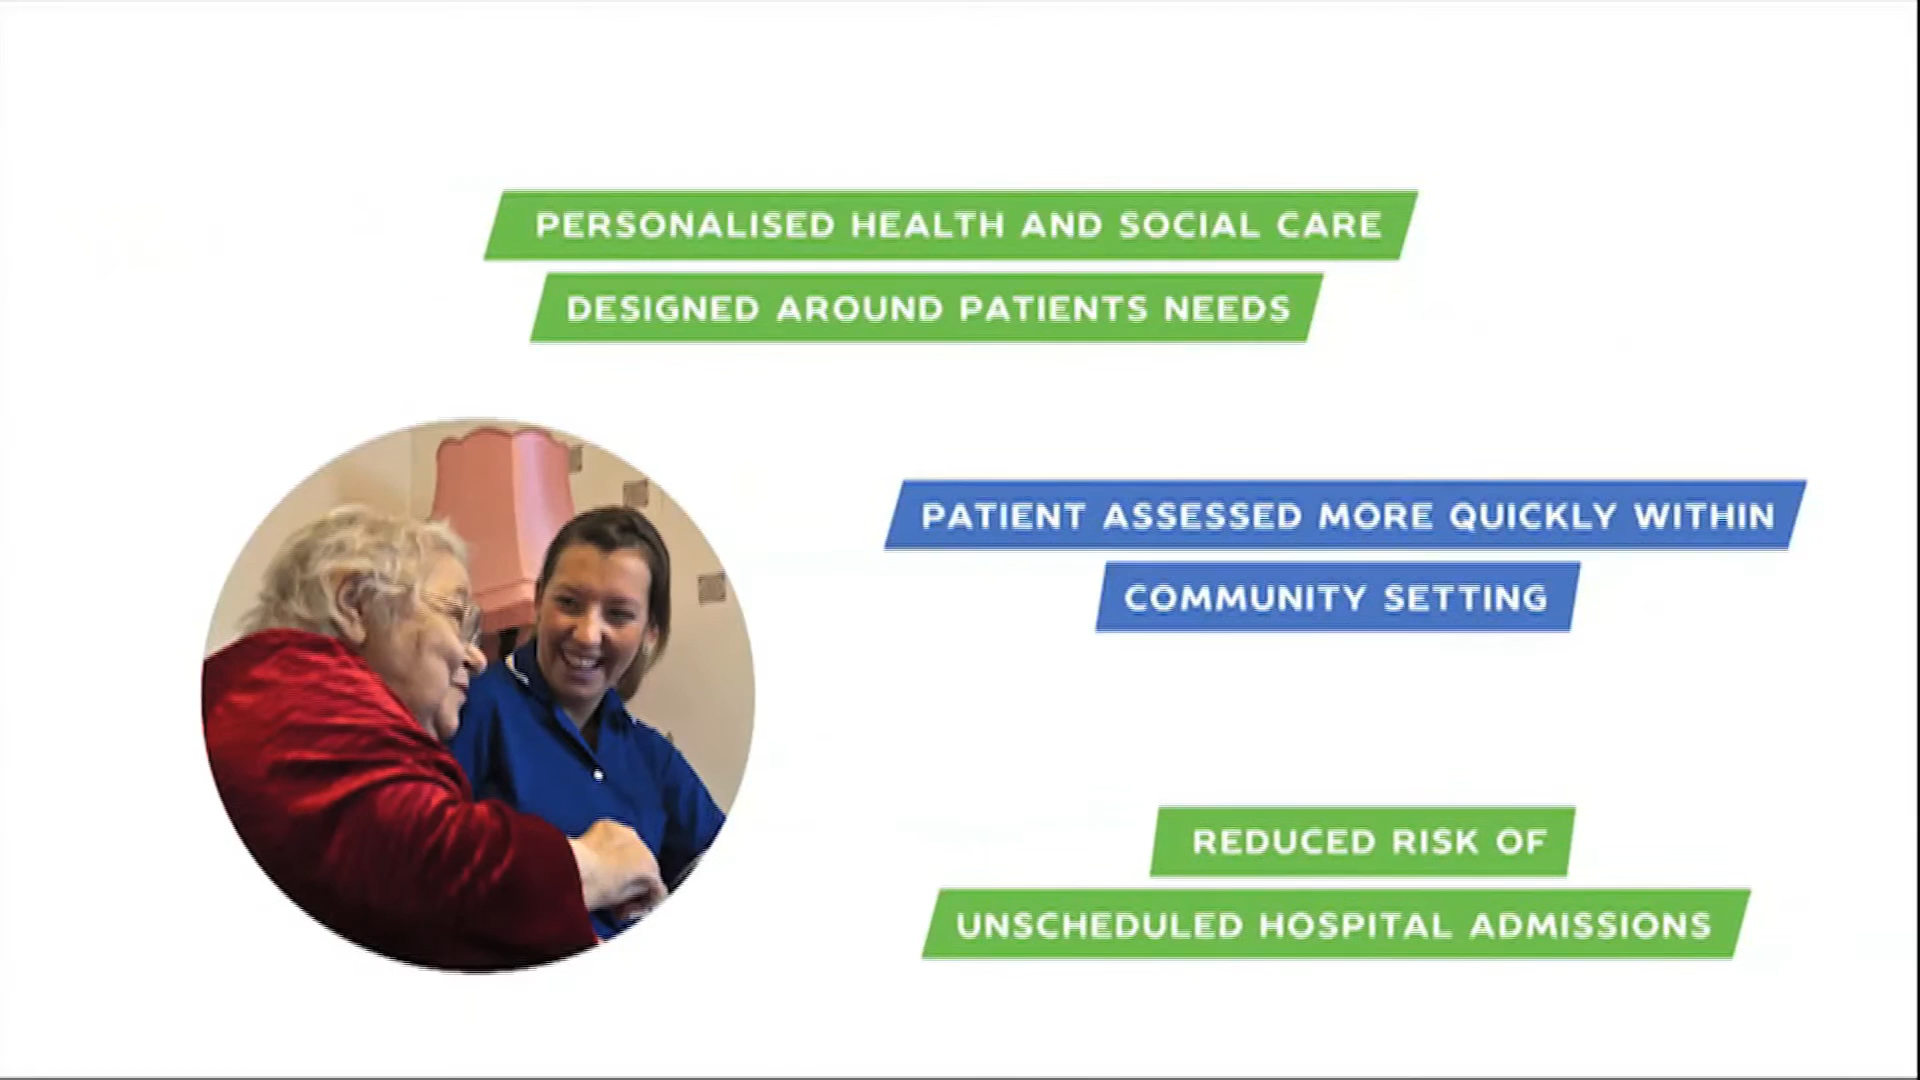 PERSONALISED HEALTH AND SOCIAL CARE
DESIGNED AROUND PATIENTS NEEDS
PATIENT ASSESSED MORE QUICKLY WITHIN
COMMUNITY SETTING
REDUCED RISK OF
UNSCHEDULED HOSPITAL ADMISSIONS